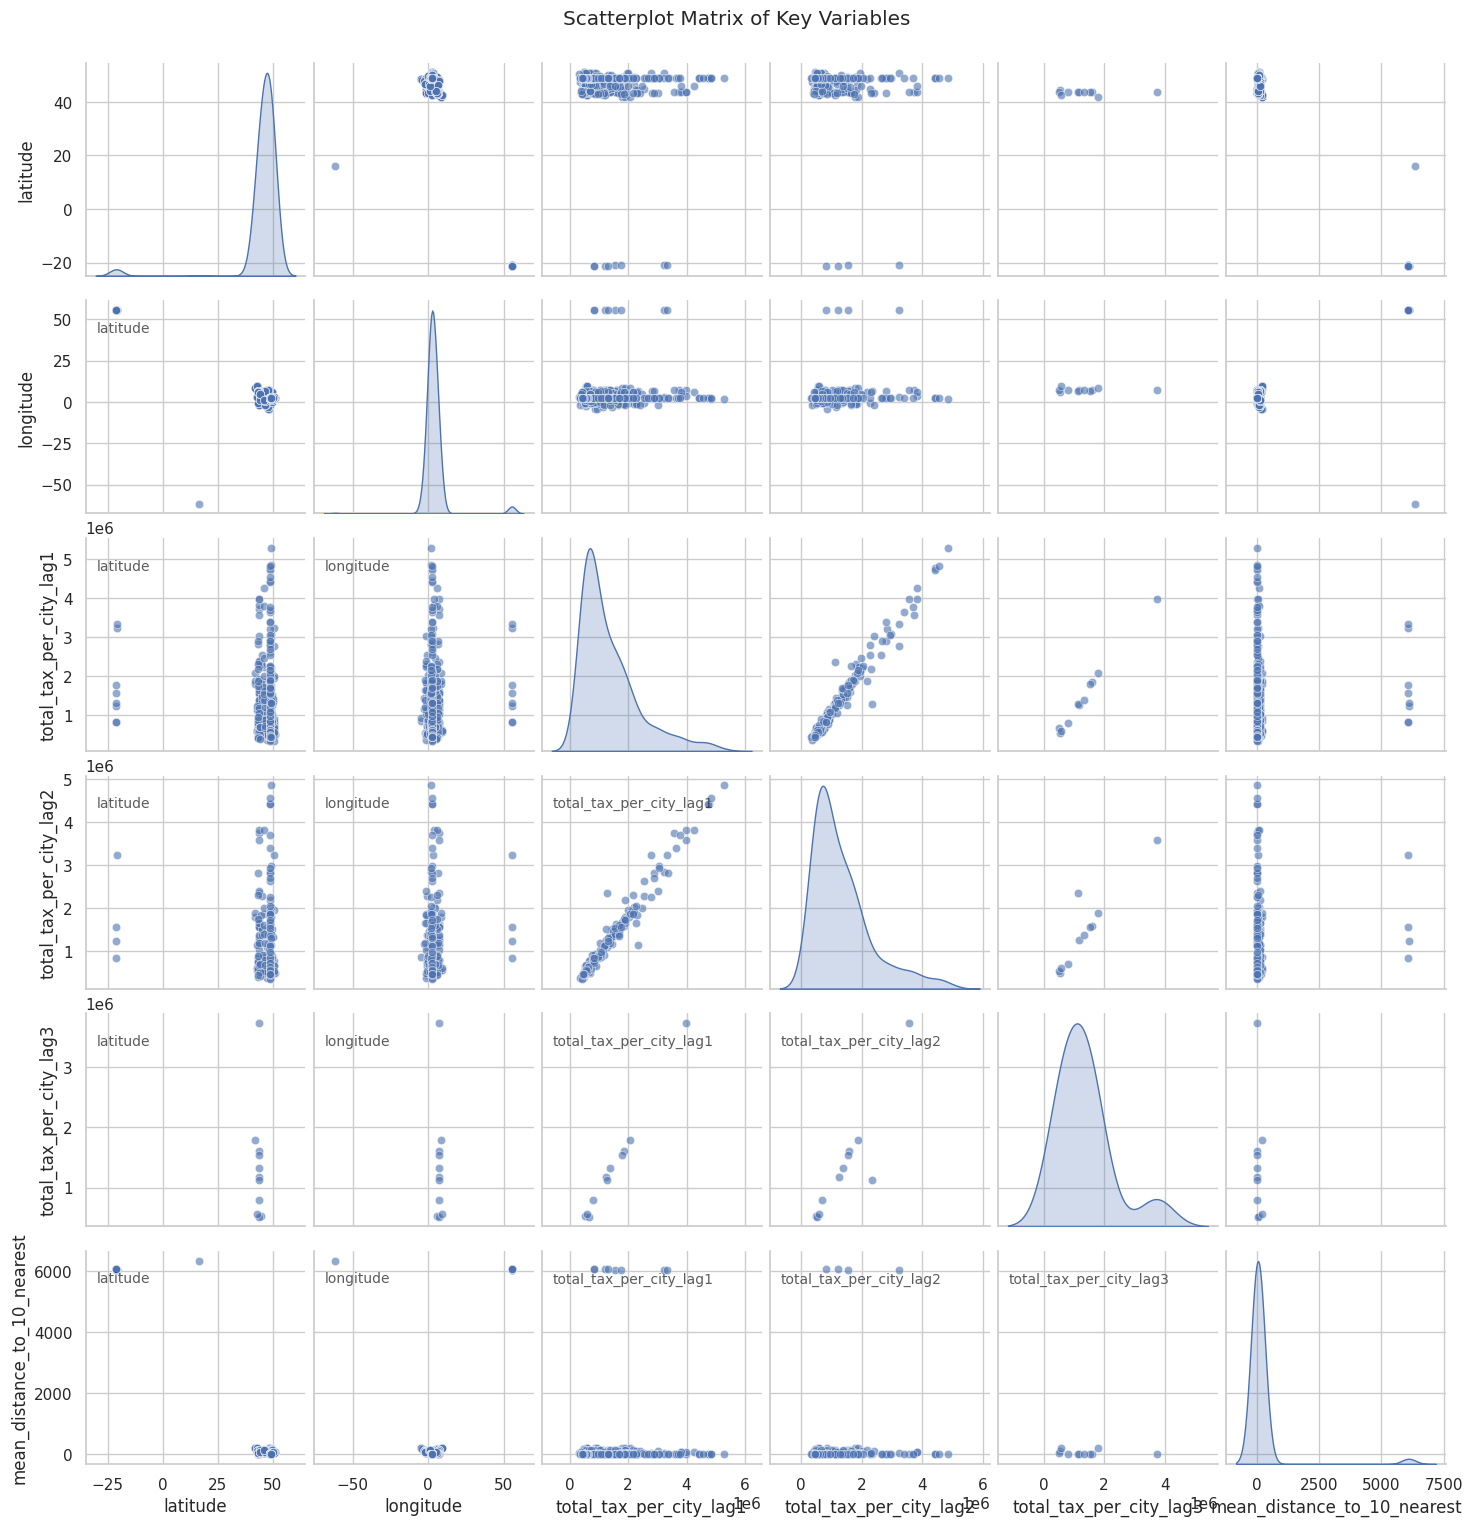 Scatterplot Matrix of Key Variables
latitude
40
20
0
−20
longitude
50
25
0
−25
−50
latitude
total_tax_per_city_lag1
1e6
5
4
3
2
1
latitude
longitude
total_tax_per_city_lag2
1e6
5
4
3
2
1
latitude
longitude
total_tax_per_city_lag1
total_tax_per_city_lag3
1e6
3
2
1
latitude
longitude
total_tax_per_city_lag1
total_tax_per_city_lag2
mean_distance_to_10_nearest
6000
4000
2000
0
latitude
longitude
total_tax_per_city_lag1
total_tax_per_city_lag2
total_tax_per_city_lag3
−25 0 25 50
−50 0 50
0 2 4 6
0 2 4 6
0 2 4
0 2500 5000 7500
1e6
1e6
1e6
latitude
longitude
total_tax_per_city_lag1
total_tax_per_city_lag2
total_tax_per_city_lag3
mean_distance_to_10_nearest